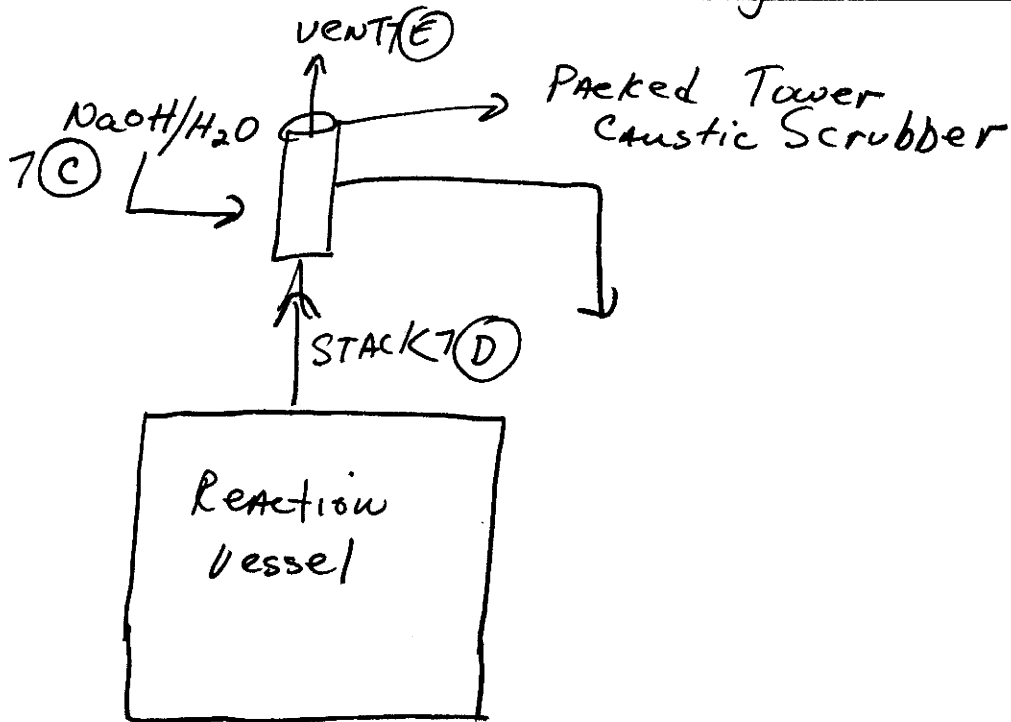 VENT7 Ⓔ
Packed Tower
Caustic Scrubber
NaOH/H2O
7 Ⓒ
STACK7 Ⓓ
Reaction
Vessel